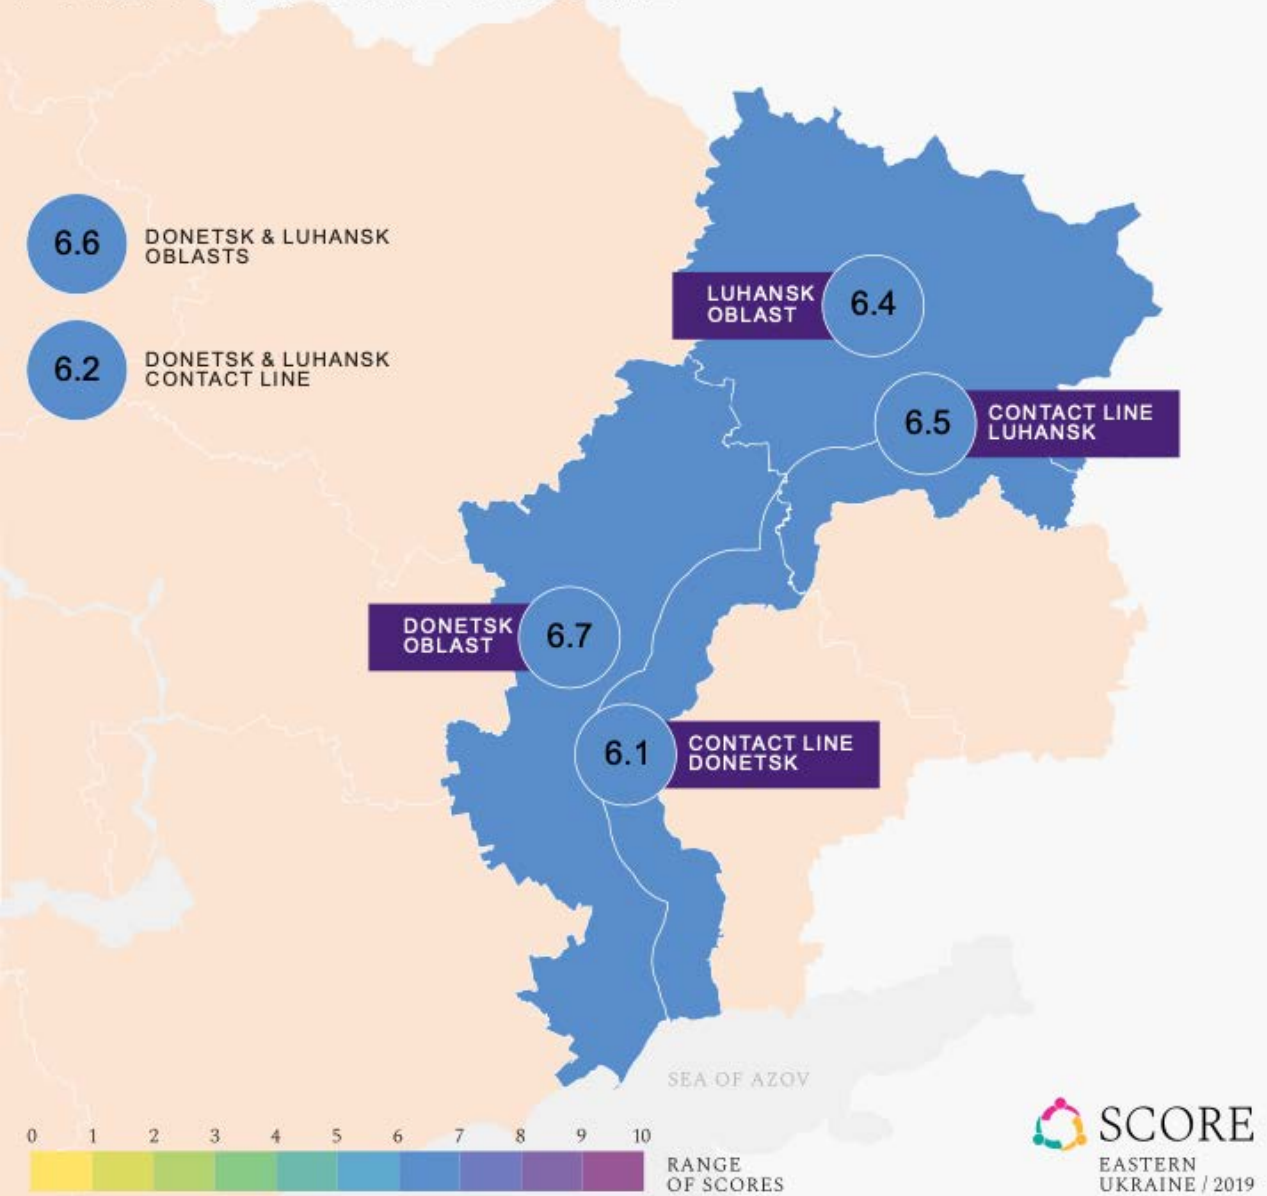 6.6
DONETSK & LUHANSK
OBLASTS
6.2
DONETSK & LUHANSK
CONTACT LINE
LUHANSK
OBLAST
6.4
6.5
CONTACT LINE
LUHANSK
DONETSK
OBLAST
6.7
6.1
CONTACT LINE
DONETSK
SEA OF AZOV
0 1 2 3 4 5 6 7 8 9 10
RANGE
OF SCORES
SCORE
EASTERN
UKRAINE / 2019